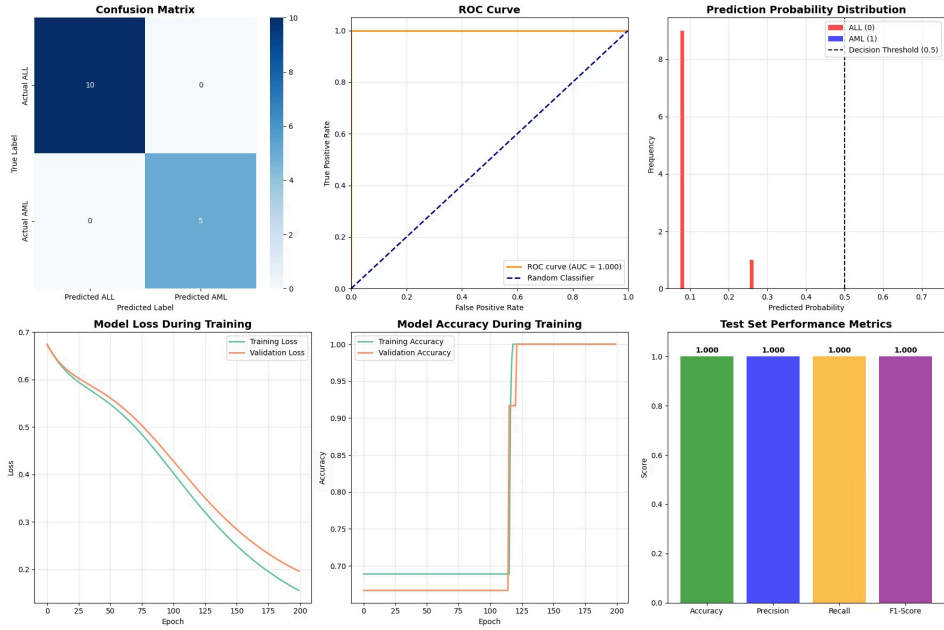 Confusion Matrix
Actual ALL
Actual AML
True Label
10
0
0
5
Predicted ALL
Predicted AML
Predicted Label
10
8
6
4
2
0
ROC Curve
True Positive Rate
1.0
0.8
0.6
0.4
0.2
0.0
0.0 0.2 0.4 0.6 0.8 1.0
False Positive Rate
ROC curve (AUC = 1.000)
Random Classifier
Prediction Probability Distribution
ALL (0)
AML (1)
Decision Threshold (0.5)
Frequency
8
6
4
2
0
0.1 0.2 0.3 0.4 0.5 0.6 0.7
Predicted Probability
Model Loss During Training
Training Loss
Validation Loss
Loss
0.7
0.6
0.5
0.4
0.3
0.2
0 25 50 75 100 125 150 175 200
Epoch
Model Accuracy During Training
Training Accuracy
Validation Accuracy
Accuracy
1.00
0.95
0.90
0.85
0.80
0.75
0.70
0 25 50 75 100 125 150 175 200
Epoch
Test Set Performance Metrics
1.000 1.000 1.000 1.000
Score
1.0
0.8
0.6
0.4
0.2
0.0
Accuracy Precision Recall F1-Score